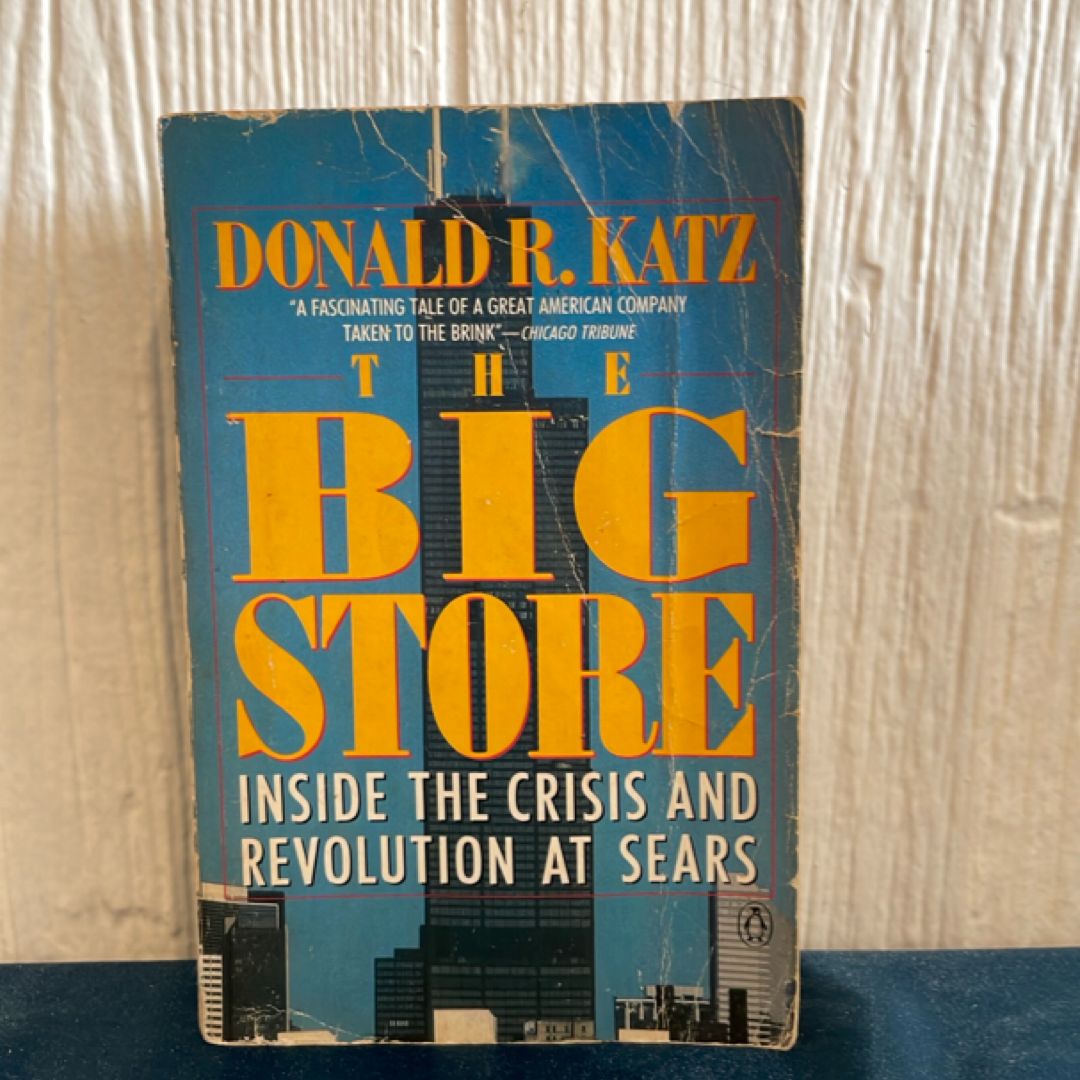 DONALD R. KATZ
"A FASCINATING TALE OF A GREAT AMERICAN COMPANY
TAKEN TO THE BRINK"—CHICAGO TRIBUNE
THE
BIG
STORE
INSIDE THE CRISIS AND
REVOLUTION AT SEARS